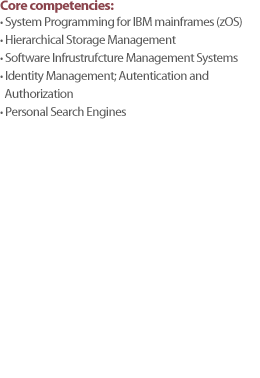 Core competencies:
• System Programming for IBM mainframes (zOS)
• Hierarchical Storage Management
• Software Infrustrufcture Management Systems
• Identity Management; Autentication and
Authorization
• Personal Search Engines